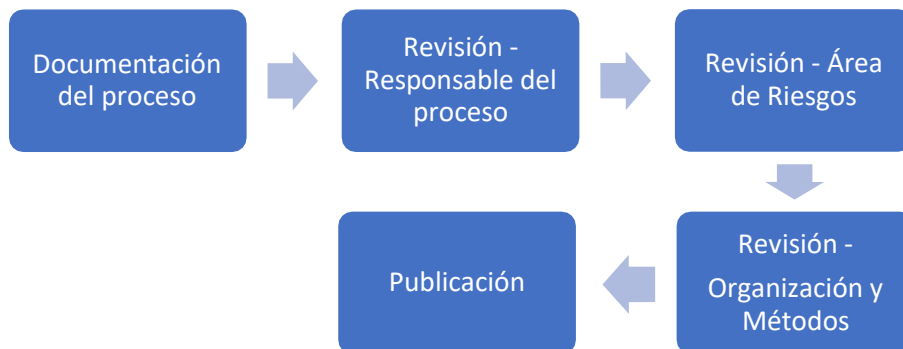 Documentación
del proceso
Revisión -
Responsable del
proceso
Revisión - Área
de Riesgos
Revisión -
Organización y
Métodos
Publicación